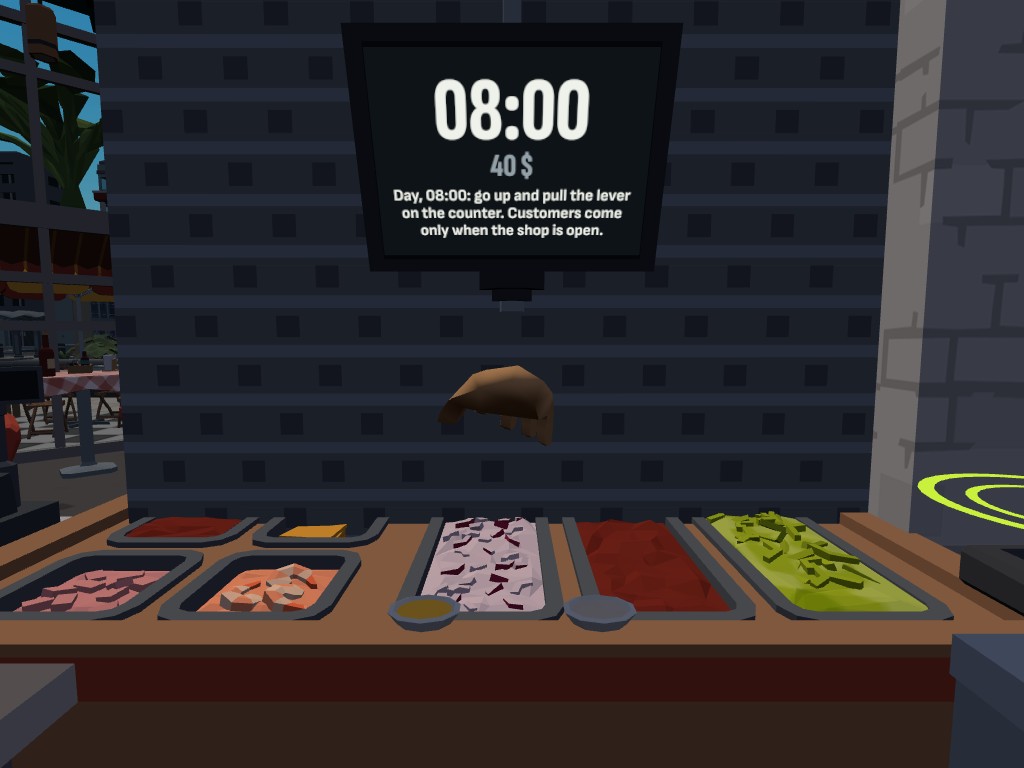 08:00
40 $
Day, 08:00: go up and pull the lever
on the counter. Customers come
only when the shop is open.